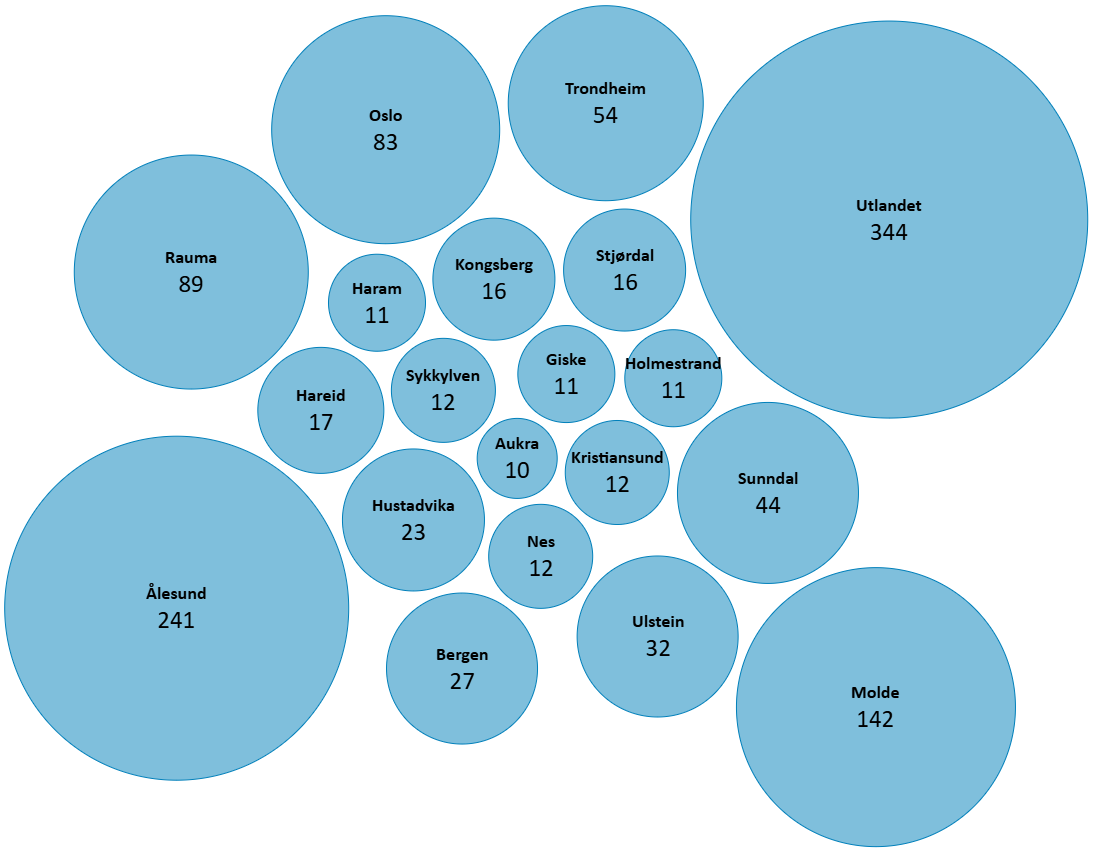 Trondheim
54
Oslo
83
Utlandet
344
Rauma
89
Kongsberg
16
Stjørdal
16
Haram
11
Giske
11
Holmestrand
11
Sykkylven
12
Hareid
17
Aukra
10
Kristiansund
12
Sunndal
44
Hustadvika
23
Nes
12
Ålesund
241
Ulstein
32
Bergen
27
Molde
142